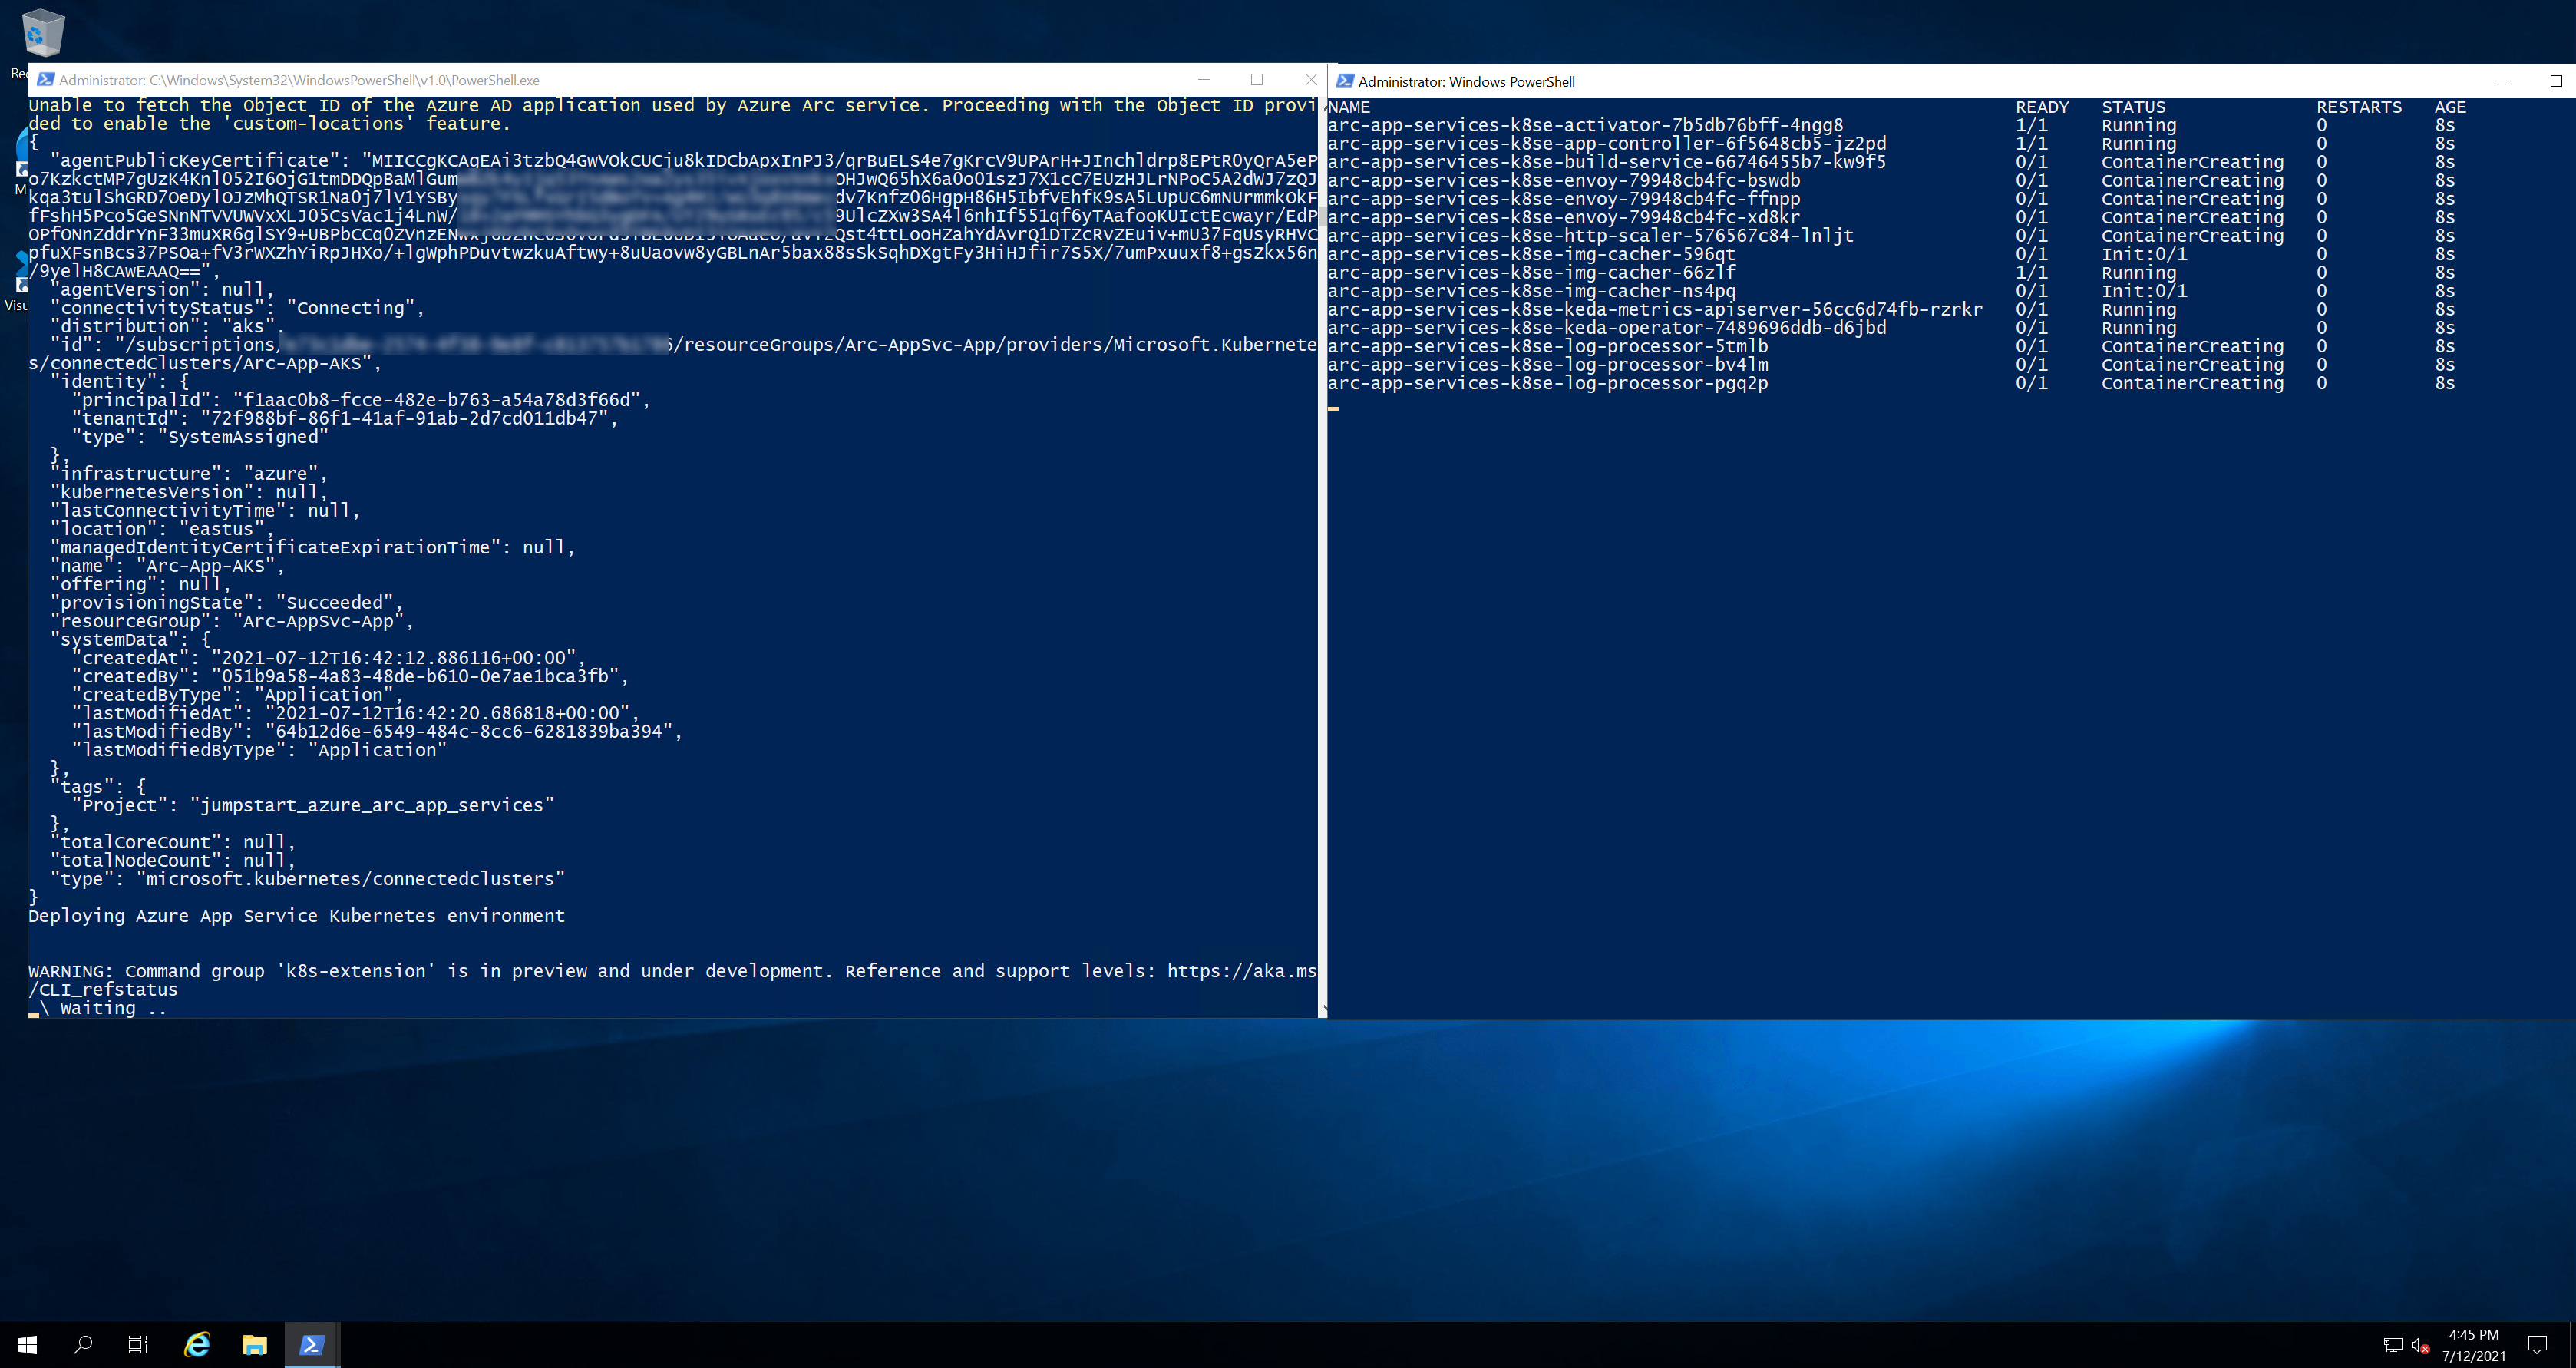 Administrator: C:\Windows\System32\WindowsPowerShell\v1.0\PowerShell.exe
Unable to fetch the Object ID of the Azure AD application used by Azure Arc service. Proceeding with the Object ID provi
ded to enable the 'custom-locations' feature.
{
"agentPublicKeyCertificate": "MIICCgKCAgEAi3tzbQ4GwVOkCUCju8kIDCbApxInPJ3/qrBuELS4e7gKrcV9UPArH+JInchldrp8EPtR0yQrA5eP
o7KzkctMP7gUzK4Knl052I6OjG1tmDDQpBaMlGum OHJwQ65hX6aOoO1szJ7X1cC7EUzHJLrNPoC5A2dWJ7zQJ
kqa3tulShGRD7OeDylOJzMhQTSR1Na0j7lV1YSBy dv7Knfz06HgpH86H5IbfVEhfK9sA5LUpUC6mNUrmmkOkF
fFshH5Pco5GeSNnNTVVUWVxXLJ05CsVac1j4LnW/ 9UlcZXw3SA4l6nhIf551qf6yTAafooKUIctEcwayr/EdP
OPfONnZddrYnF33muXR6glSY9+UBPbCCq0ZVnzEN Qst4ttLooHZahYdAvrQ1DTZcRvZEuiv+mU37FqUsyRHVC
pfuXFsnBcs37PSOa+fV3rWXZhYiRpJHXo/+lgWphPDuvtwzkuAftwy+8uUaovw8yGBLnAr5bax88sSkSqhDXgtFy3HiHJfir7S5X/7umPxuuxf8+gsZkx56n
/9yelH8CAwEAAQ==",
"agentVersion": null,
"connectivityStatus": "Connecting",
"distribution": "aks",
"id": "/subscriptions/ /resourceGroups/Arc-AppSvc-App/providers/Microsoft.Kubernete
s/connectedClusters/Arc-App-AKS",
"identity": {
"principalId": "f1aac0b8-fcce-482e-b763-a54a78d3f66d",
"tenantId": "72f988bf-86f1-41af-91ab-2d7cd011db47",
"type": "SystemAssigned"
},
"infrastructure": "azure",
"kubernetesVersion": null,
"lastConnectivityTime": null,
"location": "eastus",
"managedIdentityCertificateExpirationTime": null,
"name": "Arc-App-AKS",
"offering": null,
"provisioningState": "Succeeded",
"resourceGroup": "Arc-AppSvc-App",
"systemData": {
"createdAt": "2021-07-12T16:42:12.886116+00:00",
"createdBy": "051b9a58-4a83-48de-b610-0e7ae1bca3fb",
"createdByType": "Application",
"lastModifiedAt": "2021-07-12T16:42:20.686818+00:00",
"lastModifiedBy": "64b12d6e-6549-484c-8cc6-6281839ba394",
"lastModifiedByType": "Application"
},
"tags": {
"Project": "jumpstart_azure_arc_app_services"
},
"totalCoreCount": null,
"totalNodeCount": null,
"type": "microsoft.kubernetes/connectedclusters"
}
Deploying Azure App Service Kubernetes environment
WARNING: Command group 'k8s-extension' is in preview and under development. Reference and support levels: https://aka.ms
/CLI_refstatus
\ Waiting ..
Administrator: Windows PowerShell
NAME READY STATUS RESTARTS AGE
arc-app-services-k8se-activator-7b5db76bff-4ngg8 1/1 Running 0 8s
arc-app-services-k8se-app-controller-6f5648cb5-jz2pd 1/1 Running 0 8s
arc-app-services-k8se-build-service-66746455b7-kw9f5 0/1 ContainerCreating 0 8s
arc-app-services-k8se-envoy-79948cb4fc-bswdb 0/1 ContainerCreating 0 8s
arc-app-services-k8se-envoy-79948cb4fc-ffnpp 0/1 ContainerCreating 0 8s
arc-app-services-k8se-envoy-79948cb4fc-xd8kr 0/1 ContainerCreating 0 8s
arc-app-services-k8se-http-scaler-576567c84-lnljt 0/1 ContainerCreating 0 8s
arc-app-services-k8se-img-cacher-596qt 0/1 Init:0/1 0 8s
arc-app-services-k8se-img-cacher-66zlf 1/1 Running 0 8s
arc-app-services-k8se-img-cacher-ns4pq 0/1 Init:0/1 0 8s
arc-app-services-k8se-keda-metrics-apiserver-56cc6d74fb-rzrkr 0/1 Running 0 8s
arc-app-services-k8se-keda-operator-7489696ddb-d6jbd 0/1 Running 0 8s
arc-app-services-k8se-log-processor-5tmlb 0/1 ContainerCreating 0 8s
arc-app-services-k8se-log-processor-bv4lm 0/1 ContainerCreating 0 8s
arc-app-services-k8se-log-processor-pgq2p 0/1 ContainerCreating 0 8s
4:45 PM
7/12/2021